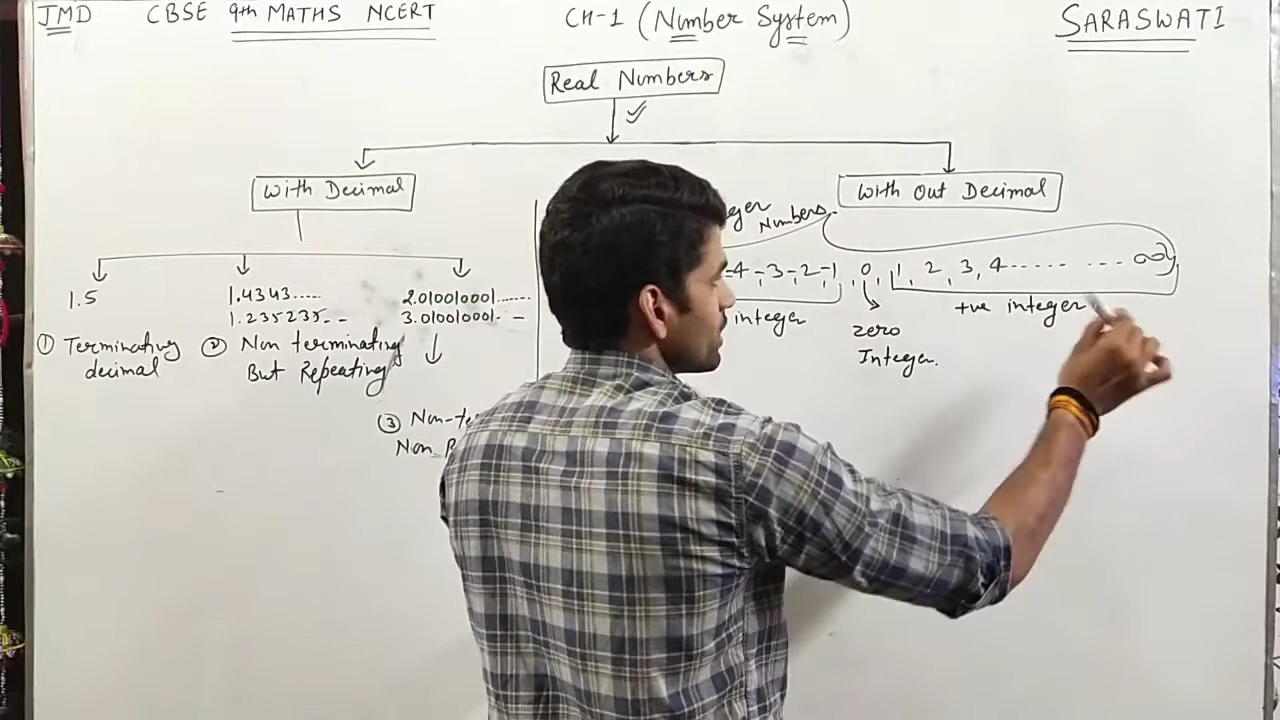 JMD CBSE 9th MATHS NCERT CH-1 (Number System) SARASWATI
Real Numbers
With Decimal
With Out Decimal
Numbers
1.5
1.4343.....
1.235235.--
2.010010001.......
3.010010001.-
-4,-3,-2,-1, 0, 1, 2, 3, 4...... ...∞
integer
+ve integer
zero
Integer.
① Terminating
decimal
② Non terminating
But Repeating
③
Non